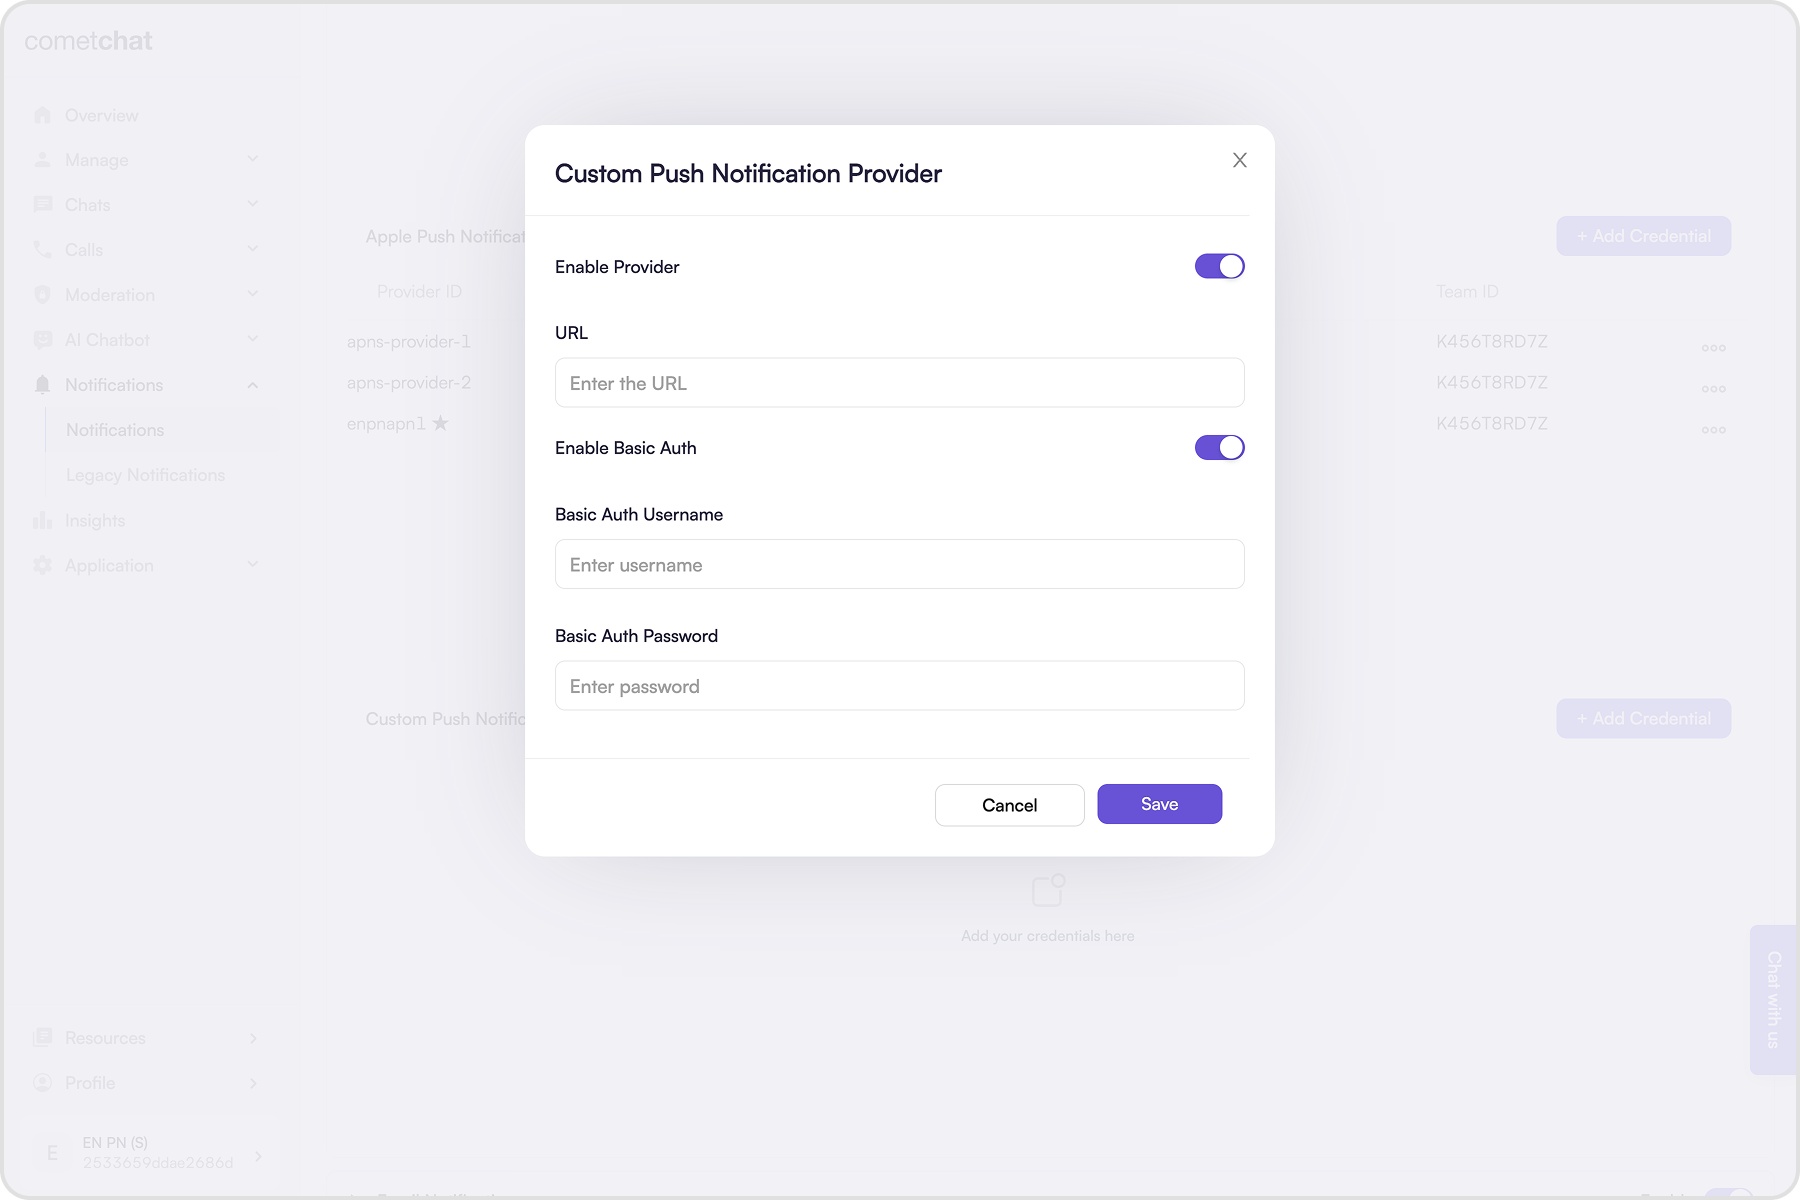 cometchat
Overview
Manage
Chats
Calls
Moderation
AI Chatbot
Notifications
Notifications
Legacy Notifications
Insights
Application
Resources
Profile
E
EN PN (S)
2533659ddae2686d
Apple Push Notificat
+ Add Credential
Provider ID
Team ID
apns-provider-1
K456T8RD7Z
apns-provider-2
K456T8RD7Z
enpnapn1 ★
K456T8RD7Z
Custom Push Notific
+ Add Credential
Add your credentials here
Chat with us
Custom Push Notification Provider
Enable Provider
URL
Enter the URL
Enable Basic Auth
Basic Auth Username
Enter username
Basic Auth Password
Enter password
Cancel
Save